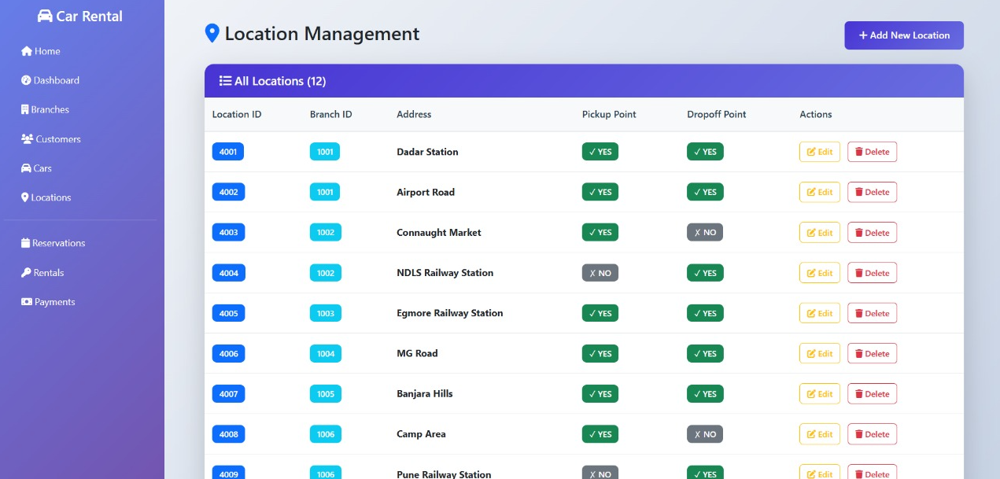 Car Rental
Home
Dashboard
Branches
Customers
Cars
Locations
Reservations
Rentals
Payments
Location Management
+ Add New Location
All Locations (12)
Location ID Branch ID Address Pickup Point Dropoff Point Actions
4001 1001 Dadar Station ✓ YES ✓ YES Edit Delete
4002 1001 Airport Road ✓ YES ✓ YES Edit Delete
4003 1002 Connaught Market ✓ YES ✗ NO Edit Delete
4004 1002 NDLS Railway Station ✗ NO ✓ YES Edit Delete
4005 1003 Egmore Railway Station ✓ YES ✓ YES Edit Delete
4006 1004 MG Road ✓ YES ✓ YES Edit Delete
4007 1005 Banjara Hills ✓ YES ✓ YES Edit Delete
4008 1006 Camp Area ✓ YES ✗ NO Edit Delete
4009 1006 Pune Railway Station ✗ NO ✓ YES Edit Delete